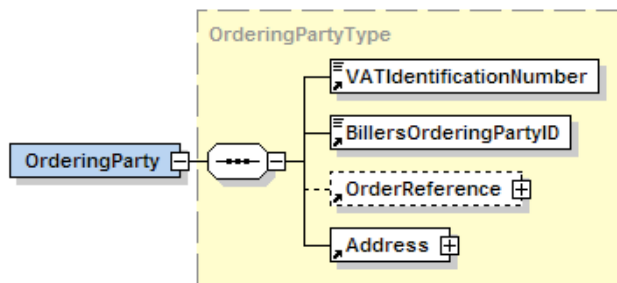 OrderingPartyType
VATIdentificationNumber
OrderingParty
BillersOrderingPartyID
OrderReference
Address